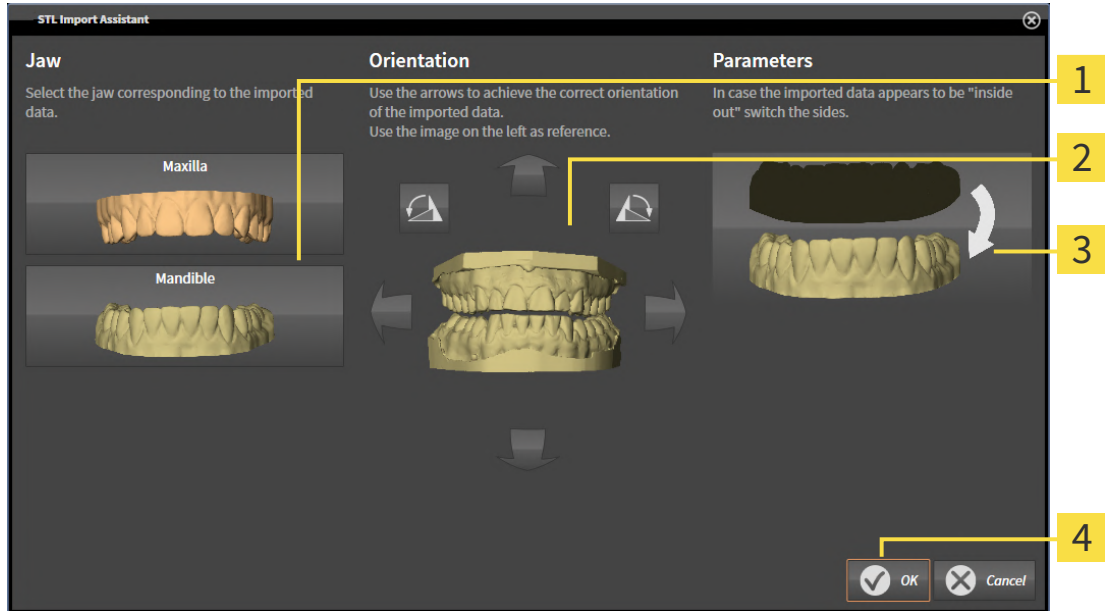 STL Import Assistant
Jaw
Select the jaw corresponding to the imported
data.
Maxilla
Mandible
Orientation
Use the arrows to achieve the correct orientation
of the imported data.
Use the image on the left as reference.
Parameters
In case the imported data appears to be "inside
out" switch the sides.
1
2
3
4
OK
Cancel